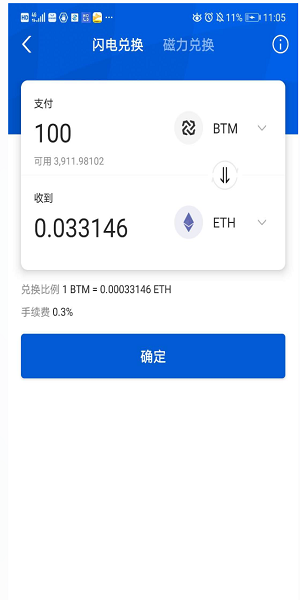 HD 4G 11% 11:05
闪电兑换 磁力兑换
支付
100 BTM
可用 3,911.98102
收到
0.033146 ETH
兑换比例 1 BTM = 0.00033146 ETH
手续费 0.3%
确定